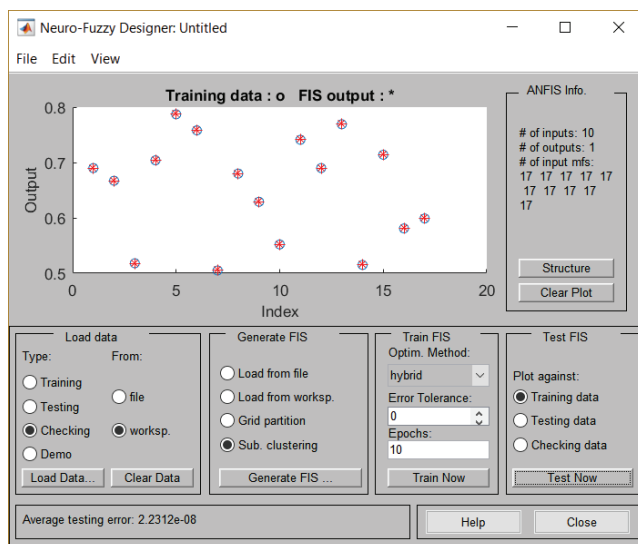 Neuro-Fuzzy Designer: Untitled
File Edit View
Training data : o FIS output : *
0.8
0.7
0.6
0.5
Output
0 5 10 15 20
Index
ANFIS Info.
# of inputs: 10
# of outputs: 1
# of input mfs:
17 17 17 17 17
17 17 17 17
17
Structure
Clear Plot
Load data
Type: From:
Training
Testing
Checking
Demo
file
worksp.
Load Data... Clear Data
Generate FIS
Load from file
Load from worksp.
Grid partition
Sub. clustering
Generate FIS ...
Train FIS
Optim. Method:
hybrid
Error Tolerance:
0
Epochs:
10
Train Now
Test FIS
Plot against:
Training data
Testing data
Checking data
Test Now
Average testing error: 2.2312e-08
Help Close